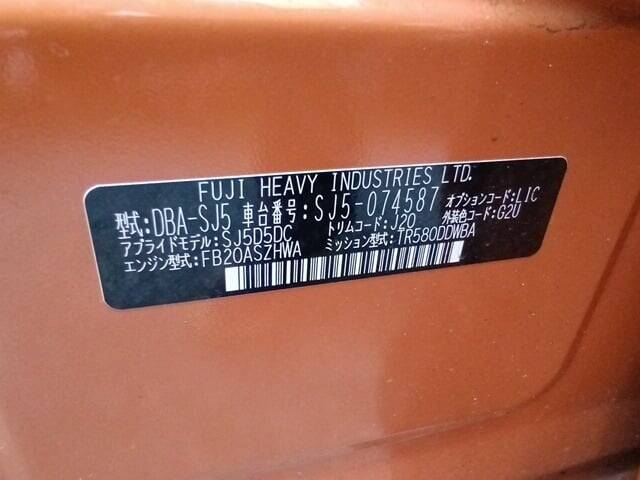 FUJI HEAVY INDUSTRIES LTD.
型式:DBA-SJ5 車台番号:SJ5-074587 オプションコード:LIC
アプライドモデル:SJ5D5DC トリムコード:J20 外装色コード:G2U
エンジン型式:FB20ASZHWA ミッション型式:TR580DDWBA